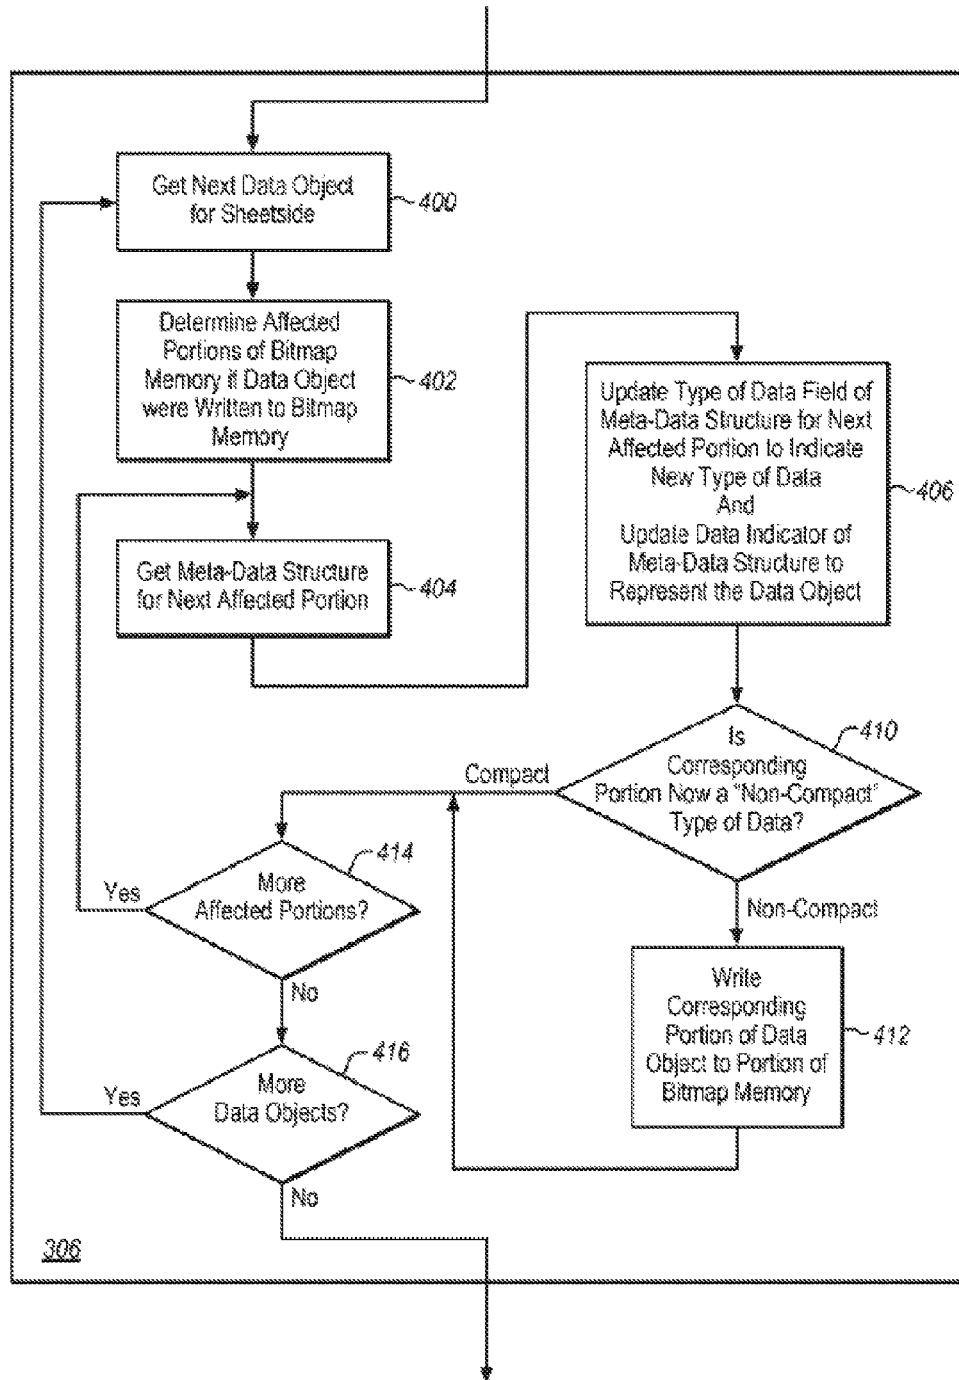 Get Next Data Object
for Sheetside
400
Determine Affected
Portions of Bitmap
Memory if Data Object
were Written to Bitmap
Memory
402
Get Meta-Data Structure
for Next Affected Portion
404
Update Type of Data Field of
Meta-Data Structure for Next
Affected Portion to Indicate
New Type of Data
And
Update Data Indicator of
Meta-Data Structure to
Represent the Data Object
406
Is
Corresponding
Portion Now a "Non-Compact"
Type of Data?
410
Compact
Non-Compact
Write
Corresponding
Portion of Data
Object to Portion of
Bitmap Memory
412
More
Affected Portions?
414
Yes
No
More
Data Objects?
416
Yes
No
306